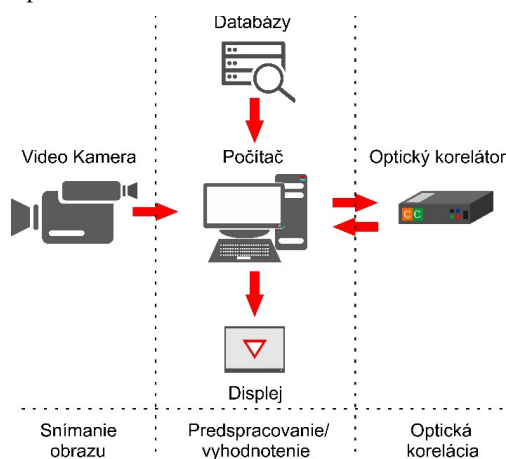 Databázy
Video Kamera
Počítač
Optický korelátor
CC
Displej
Snímanie
obrazu
Predspracovanie/
vyhodnotenie
Optická
korelácia